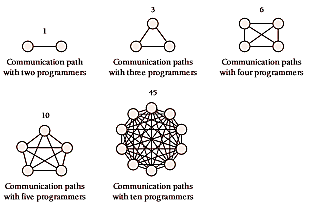 1
Communication path
with two programmers
3
Communication paths
with three programmers
6
Communication paths
with four programmers
10
Communication paths
with five programmers
45
Communication paths
with ten programmers